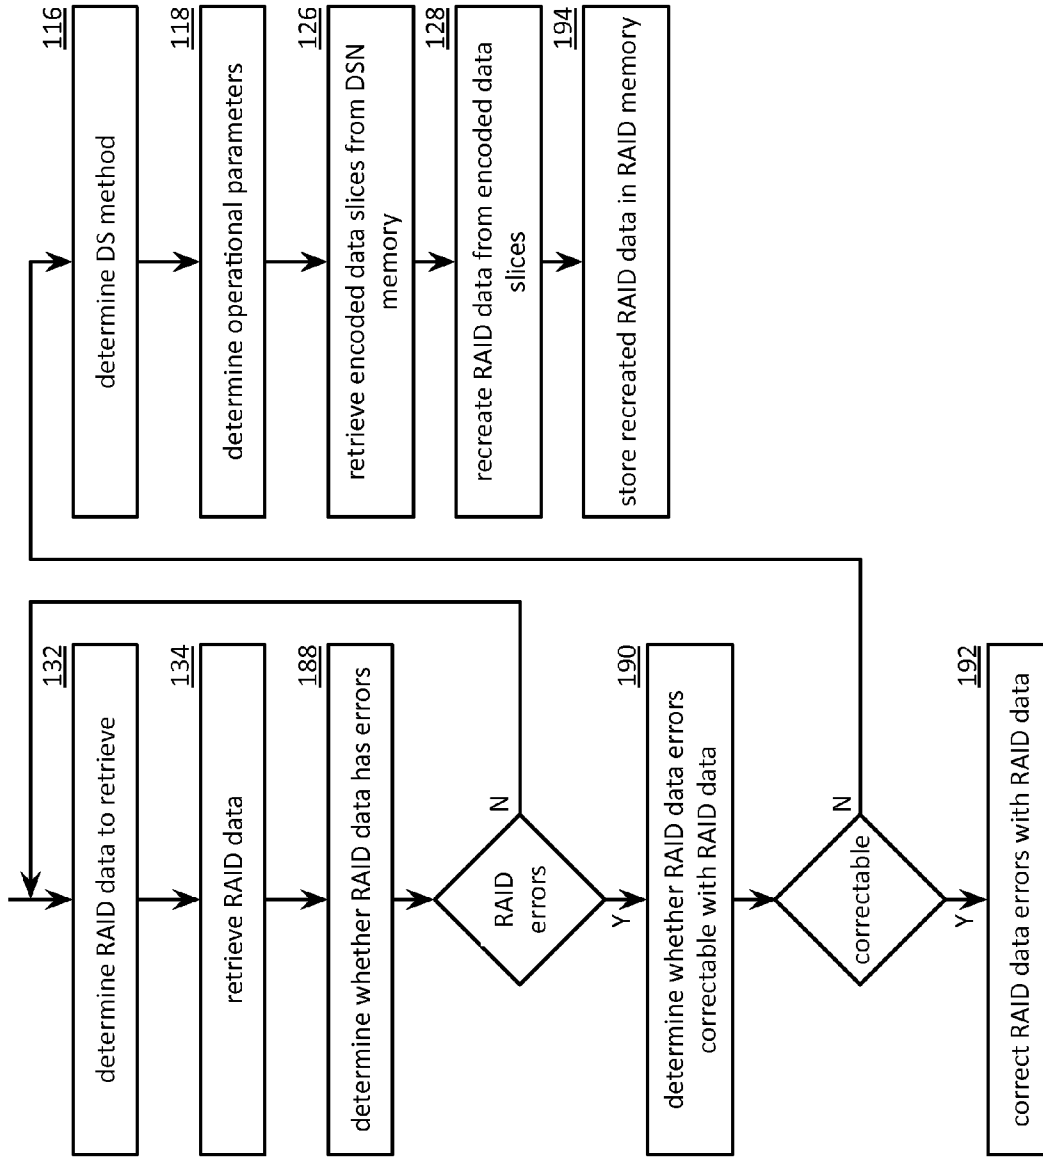 132
determine RAID data to retrieve
134
retrieve RAID data
188
determine whether RAID data has errors
RAID
errors
N
Y
190
determine whether RAID data errors
correctable with RAID data
correctable
N
Y
192
correct RAID data errors with RAID data
116
determine DS method
118
determine operational parameters
126
retrieve encoded data slices from DSN
memory
128
recreate RAID data from encoded data
slices
194
store recreated RAID data in RAID memory